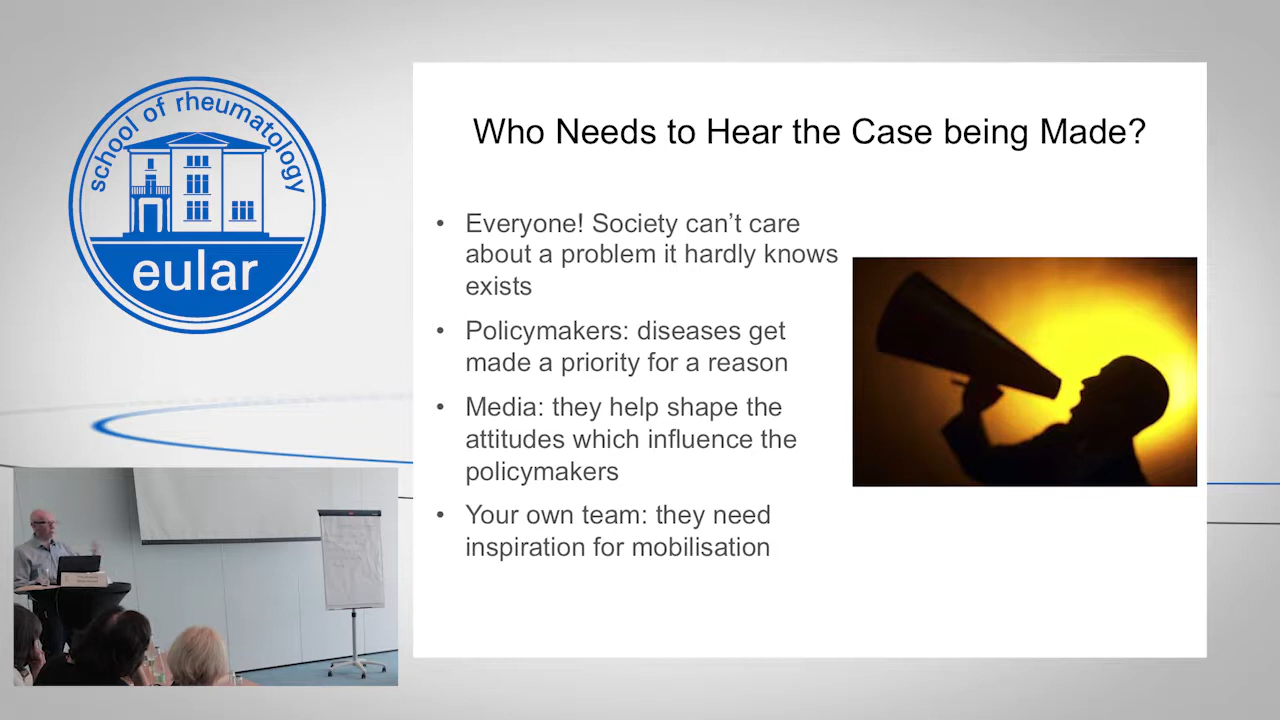 school of rheumatology
eular
Who Needs to Hear the Case being Made?
• Everyone! Society can’t care
about a problem it hardly knows
exists
• Policymakers: diseases get
made a priority for a reason
• Media: they help shape the
attitudes which influence the
policymakers
• Your own team: they need
inspiration for mobilisation